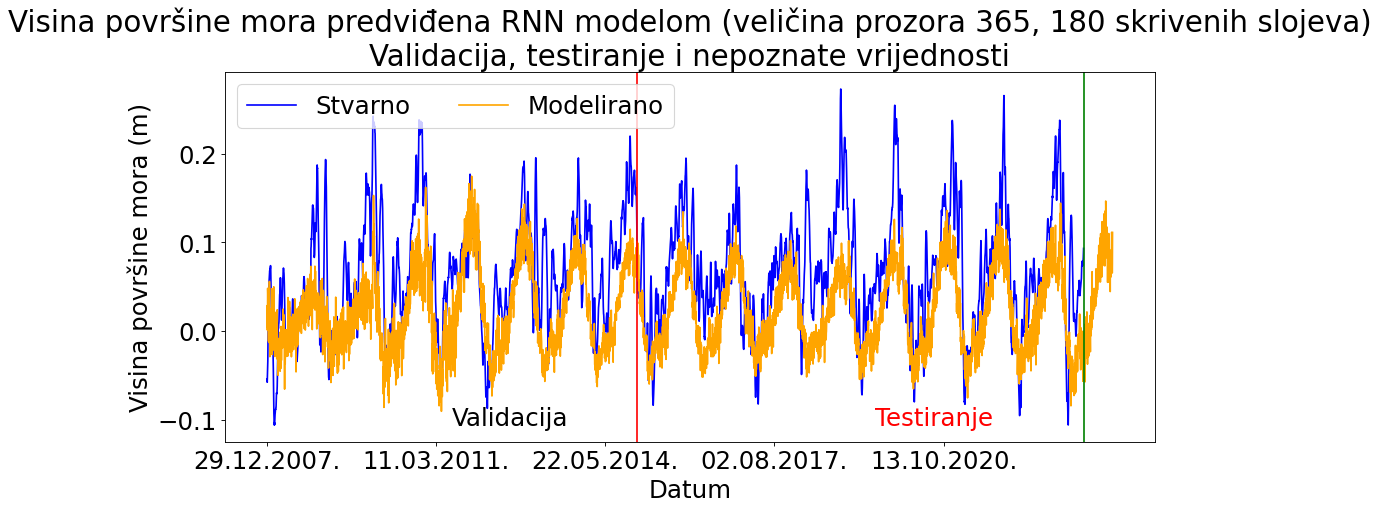 Visina površine mora predviđena RNN modelom (veličina prozora 365, 180 skrivenih slojeva)
Validacija, testiranje i nepoznate vrijednosti
Stvarno Modelirano
Visina površine mora (m)
0.2
0.1
0.0
−0.1
Validacija Testiranje
29.12.2007. 11.03.2011. 22.05.2014. 02.08.2017. 13.10.2020.
Datum